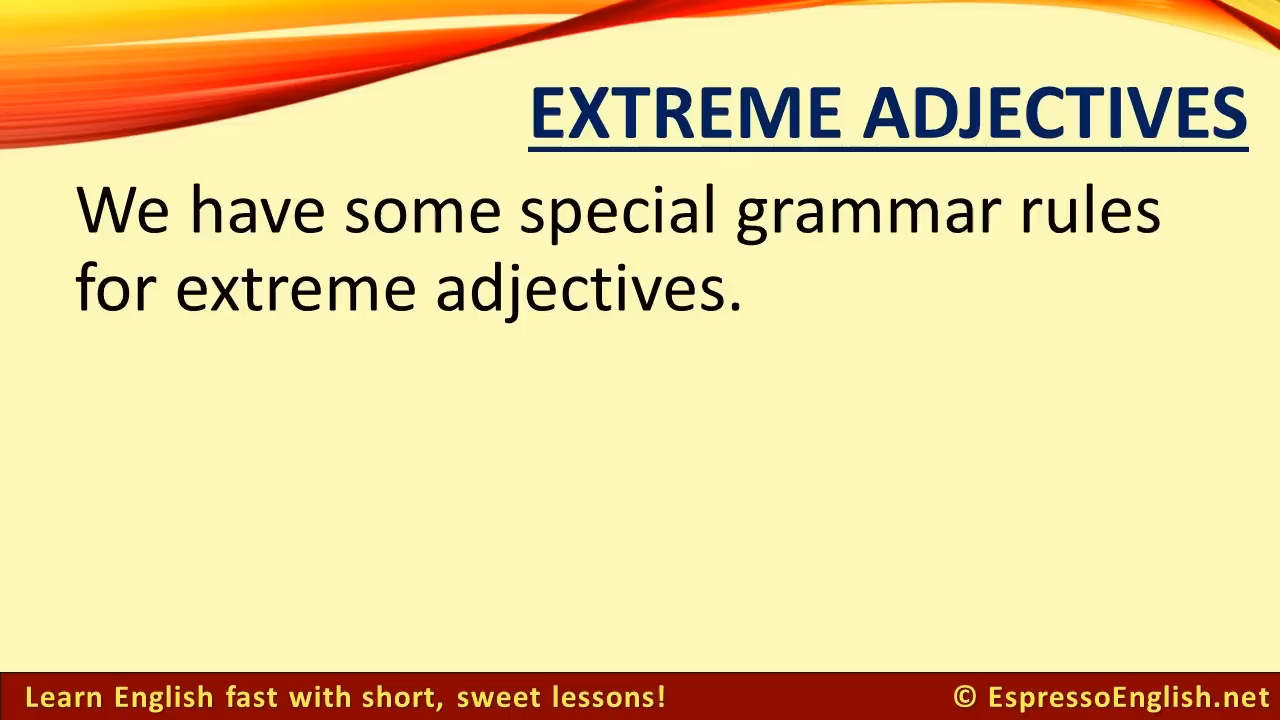 EXTREME ADJECTIVES
We have some special grammar rules
for extreme adjectives.
Learn English fast with short, sweet lessons!
© EspressoEnglish.net